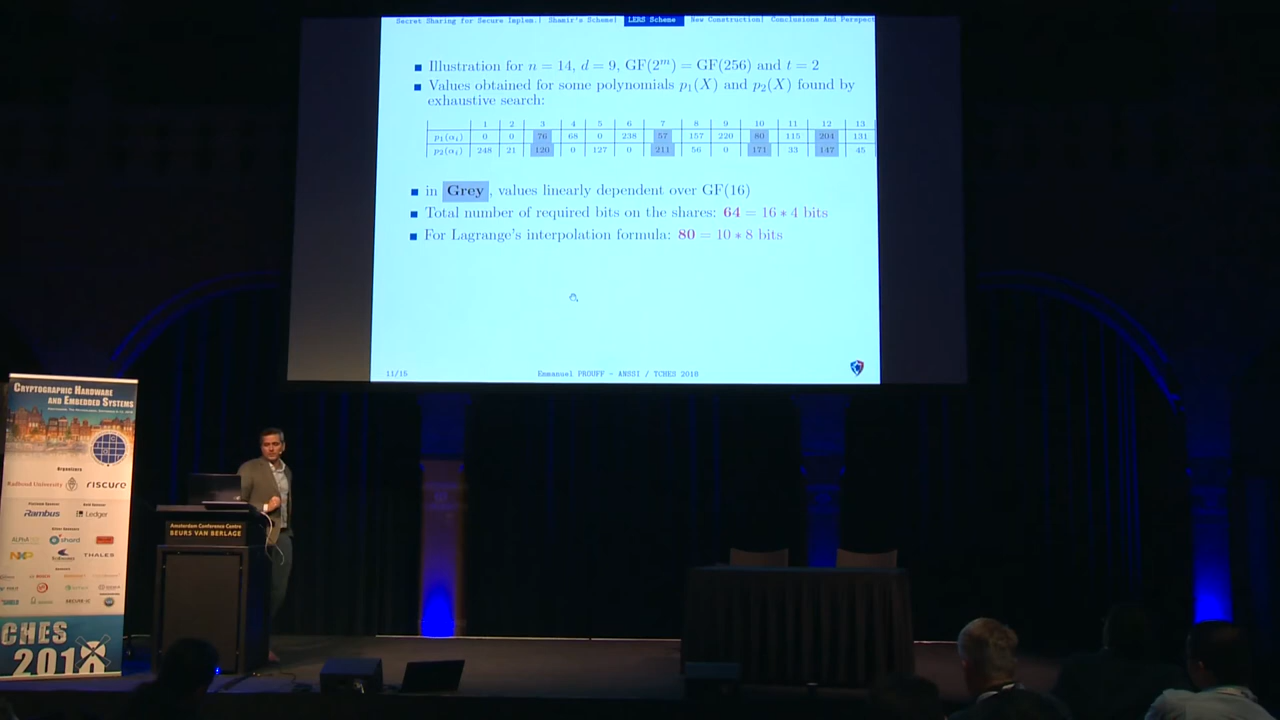 Secret Sharing for Secure Implem. | Shamir's Scheme | LERS Scheme New Construction | Conclusions And Perspect
Illustration for n = 14, d = 9, GF(2^m) = GF(256) and t = 2
Values obtained for some polynomials p₁(X) and p₂(X) found by
exhaustive search:
1 2 3 4 5 6 7 8 9 10 11 12 13
p₁(αᵢ) 0 0 76 68 0 238 57 157 220 80 115 204 131
p₂(αᵢ) 248 21 120 0 127 0 211 56 0 171 33 147 45
in Grey, values linearly dependent over GF(16)
Total number of required bits on the shares: 64 = 16 * 4 bits
For Lagrange's interpolation formula: 80 = 10 * 8 bits
11/15 Emmanuel PROUFF - ANSSI / TCHES 2018
CRYPTOGRAPHIC HARDWARE
AND EMBEDDED SYSTEMS
Organizers
Radboud University riscure
Rambus Ledger
shard
NXP THALES
CHES
2018
Amsterdam Conference Centre
BEURS VAN BERLAGE